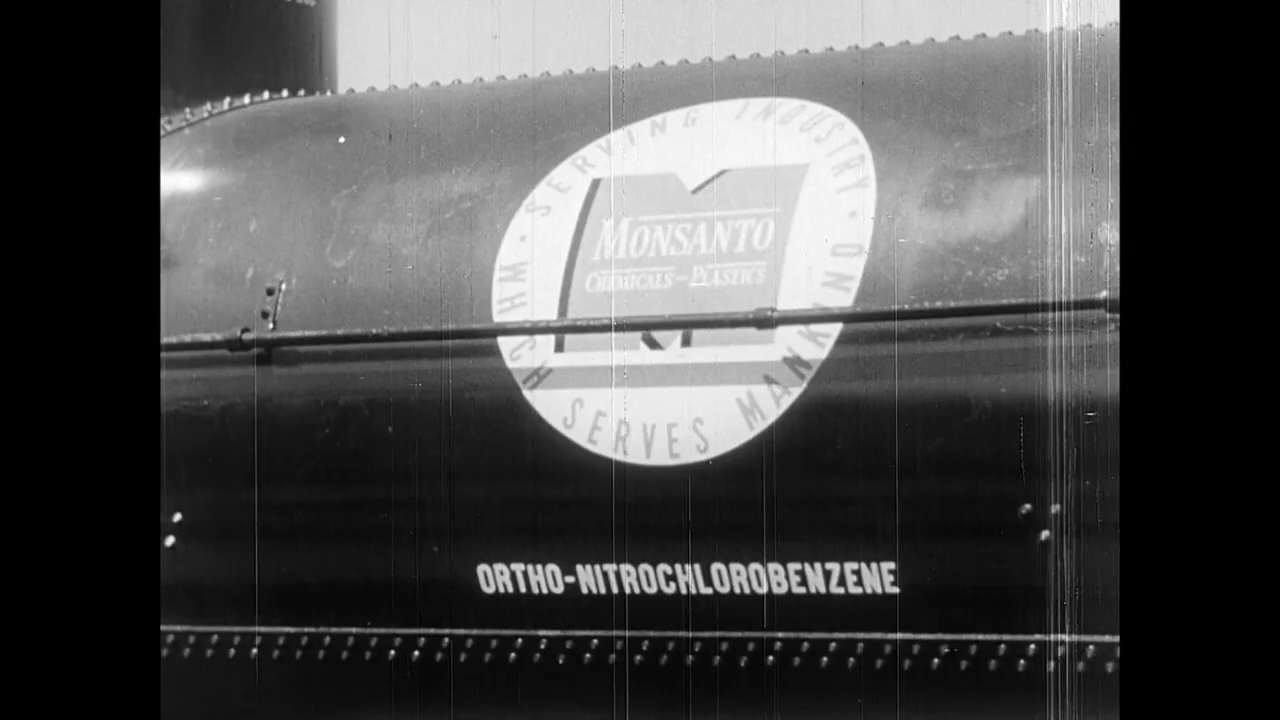 SERVING INDUSTRY · WHICH SERVES MANKIND ·
MONSANTO
CHEMICALS ~ PLASTICS
ORTHO-NITROCHLOROBENZENE